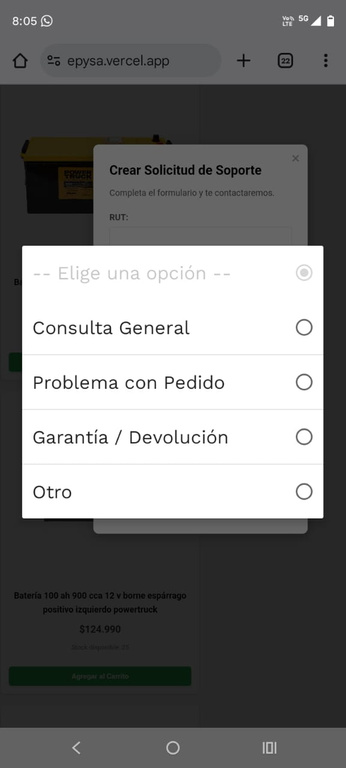 8:05
Vo))
LTE
5G
epysa.vercel.app
22
Crear Solicitud de Soporte
Completa el formulario y te contactaremos.
RUT:
-- Elige una opción --
Consulta General
Problema con Pedido
Garantía / Devolución
Otro
Batería 100 ah 900 cca 12 v borne espárrago
positivo izquierdo powertruck
$124.990
Agregar al Carrito